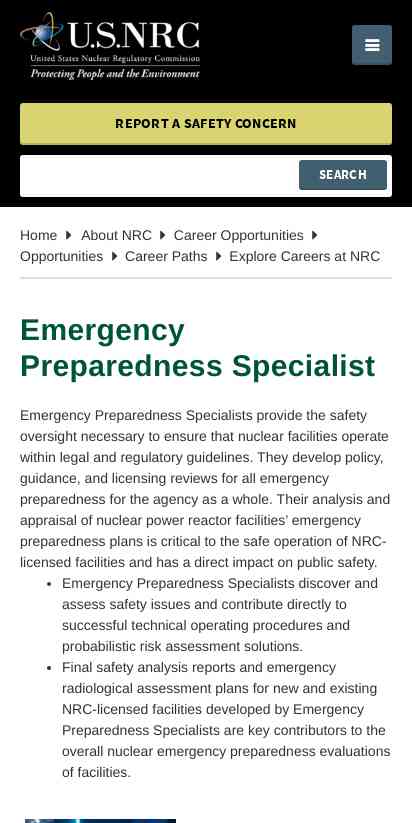 U.S.NRC
United States Nuclear Regulatory Commission
Protecting People and the Environment
REPORT A SAFETY CONCERN
SEARCH
Home About NRC Career Opportunities
Opportunities Career Paths Explore Careers at NRC
Emergency
Preparedness Specialist
Emergency Preparedness Specialists provide the safety
oversight necessary to ensure that nuclear facilities operate
within legal and regulatory guidelines. They develop policy,
guidance, and licensing reviews for all emergency
preparedness for the agency as a whole. Their analysis and
appraisal of nuclear power reactor facilities’ emergency
preparedness plans is critical to the safe operation of NRC-
licensed facilities and has a direct impact on public safety.
• Emergency Preparedness Specialists discover and
assess safety issues and contribute directly to
successful technical operating procedures and
probabilistic risk assessment solutions.
• Final safety analysis reports and emergency
radiological assessment plans for new and existing
NRC-licensed facilities developed by Emergency
Preparedness Specialists are key contributors to the
overall nuclear emergency preparedness evaluations
of facilities.